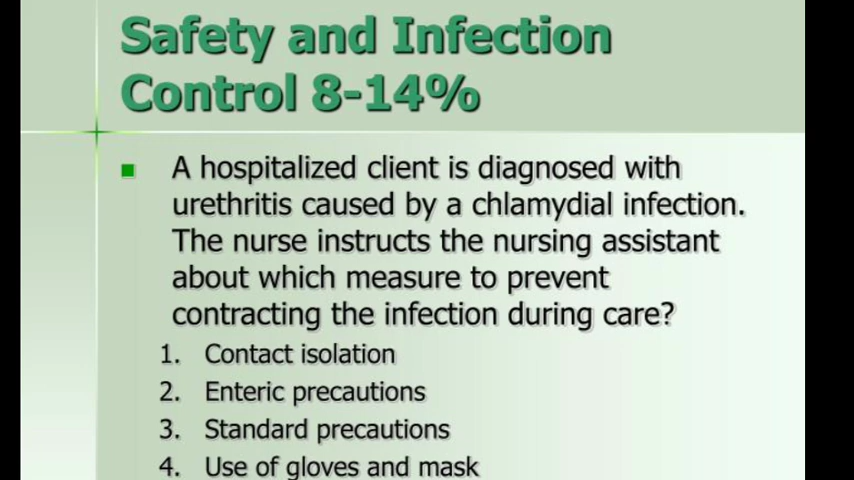 Safety and Infection
Control 8-14%
A hospitalized client is diagnosed with
urethritis caused by a chlamydial infection.
The nurse instructs the nursing assistant
about which measure to prevent
contracting the infection during care?
1. Contact isolation
2. Enteric precautions
3. Standard precautions
4. Use of gloves and mask